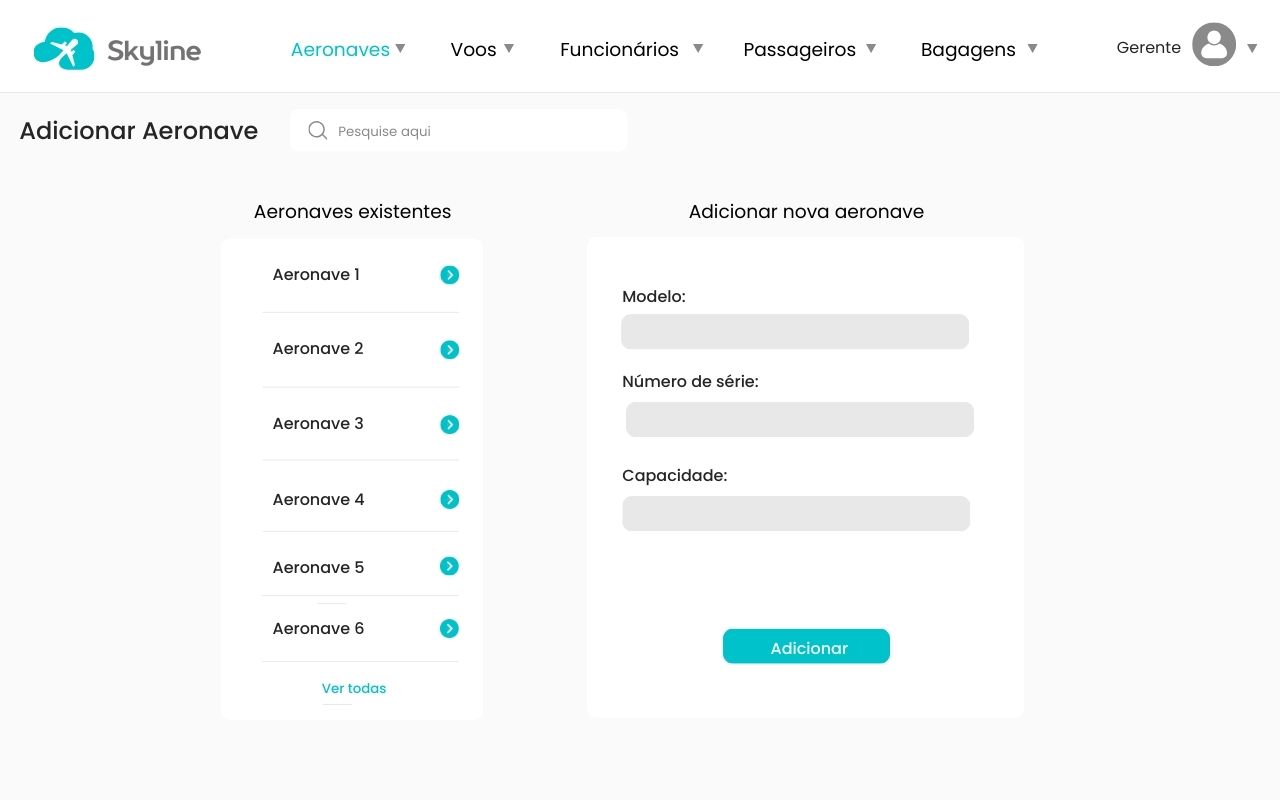 Skyline
Aeronaves
Voos
Funcionários
Passageiros
Bagagens
Gerente
Adicionar Aeronave
Pesquise aqui
Aeronaves existentes
Aeronave 1
Aeronave 2
Aeronave 3
Aeronave 4
Aeronave 5
Aeronave 6
Ver todas
Adicionar nova aeronave
Modelo:
Número de série:
Capacidade:
Adicionar